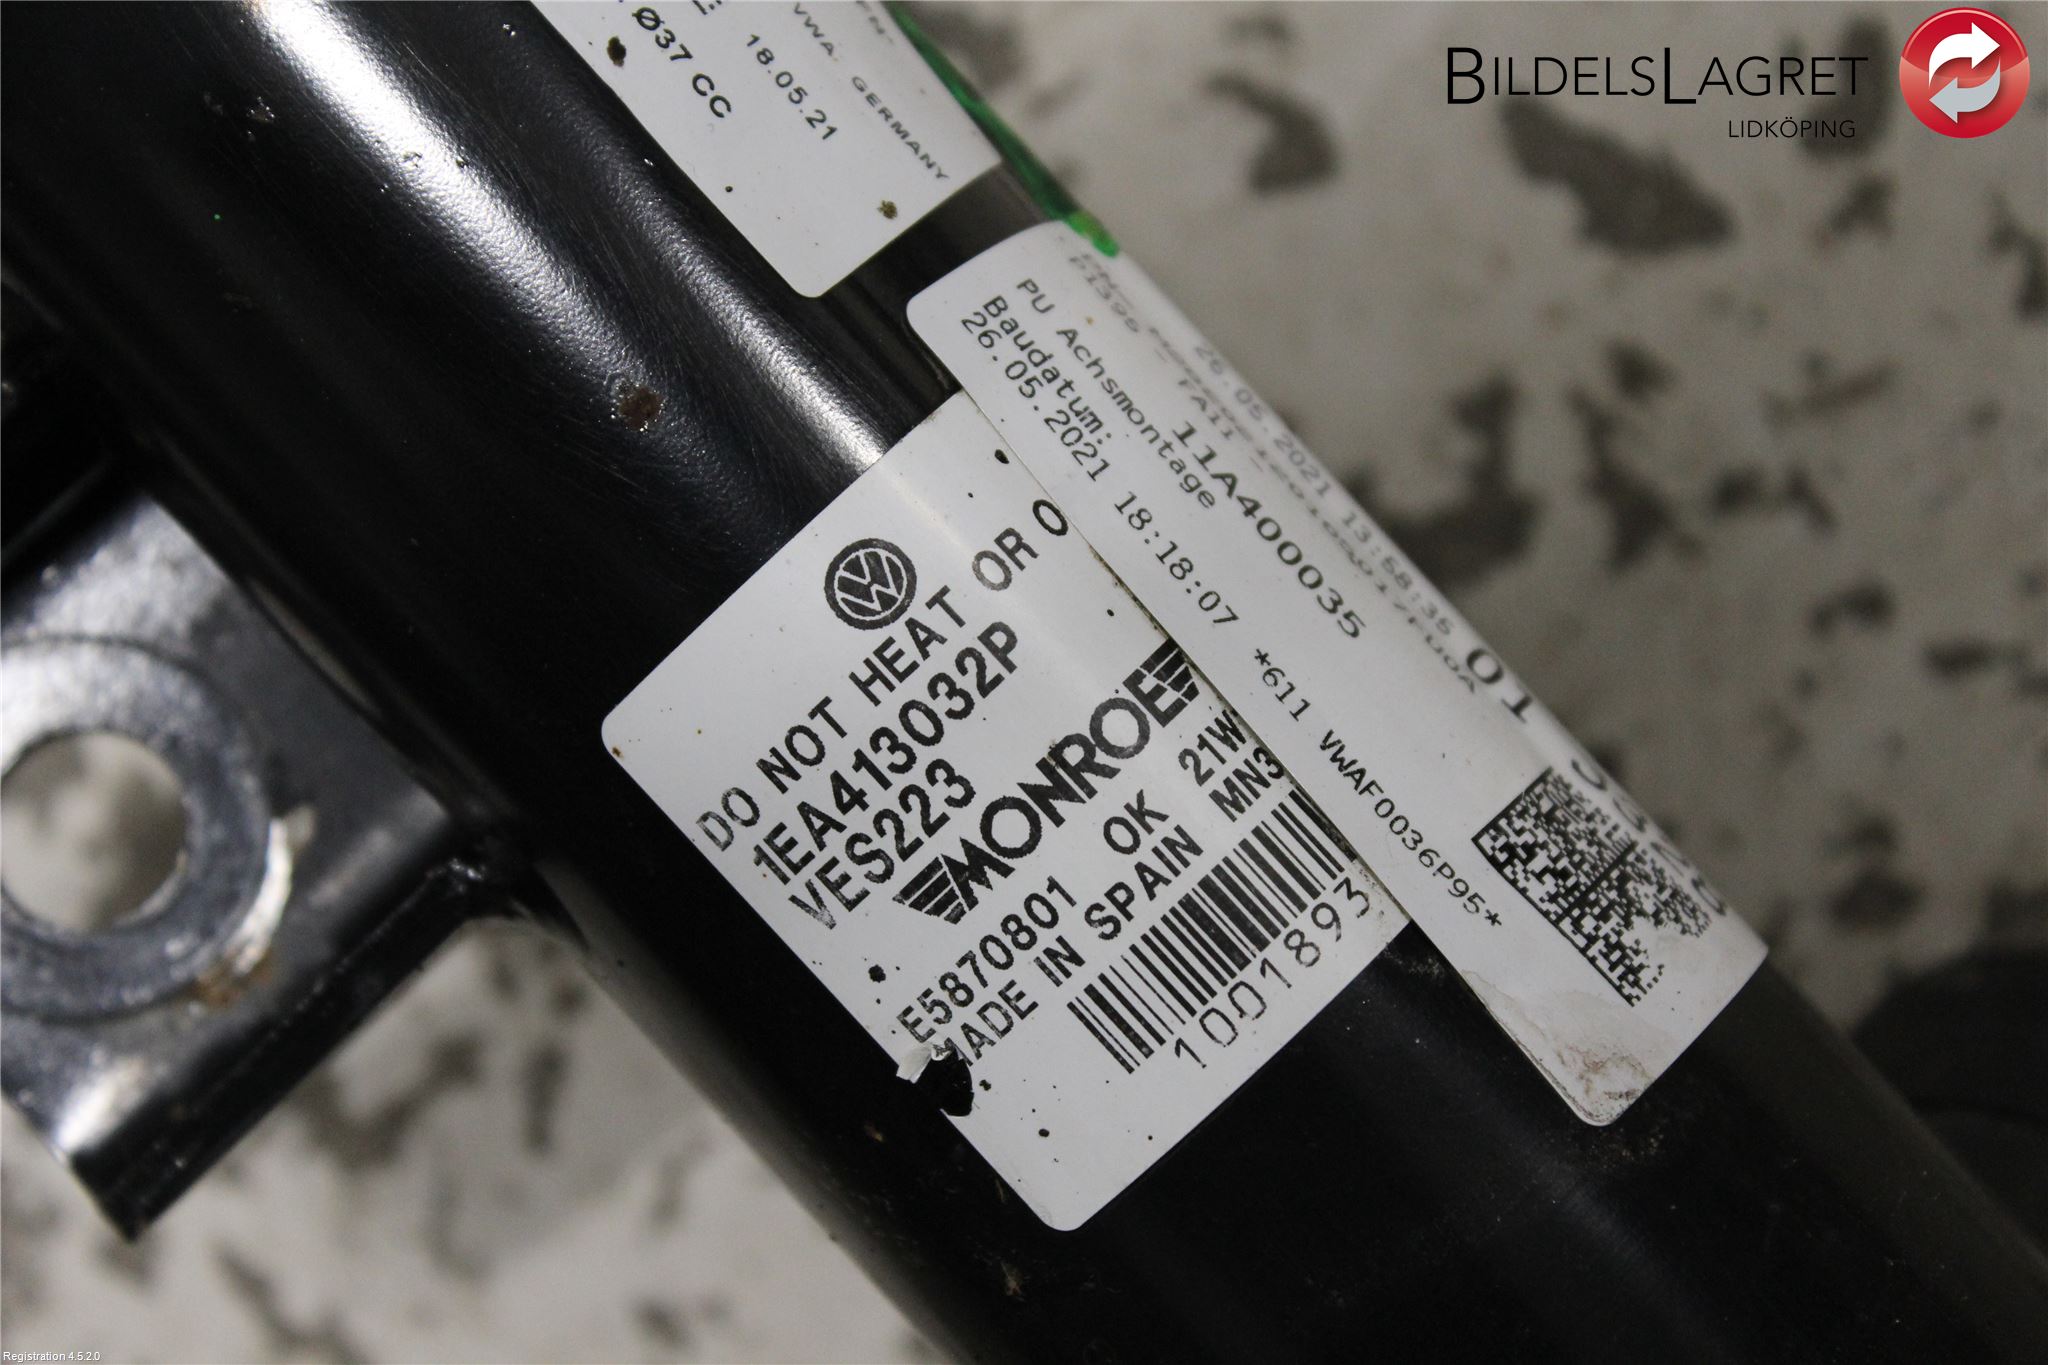 BILDELSLAGRET
LIDKÖPING
VWA GERMANY
18.05.21
Ø37 CC
26.05.2021 13:58:35
11A400035
01
PU Achsmontage
Baudatum:
26.05.2021 18:18:07 *611 VWAF0036P95*
DO NOT HEAT OR O
1EA413032P
VES223
MONROE
E5870801 OK 21W
MADE IN SPAIN MN3
1001893
Registration 4.5.2.0